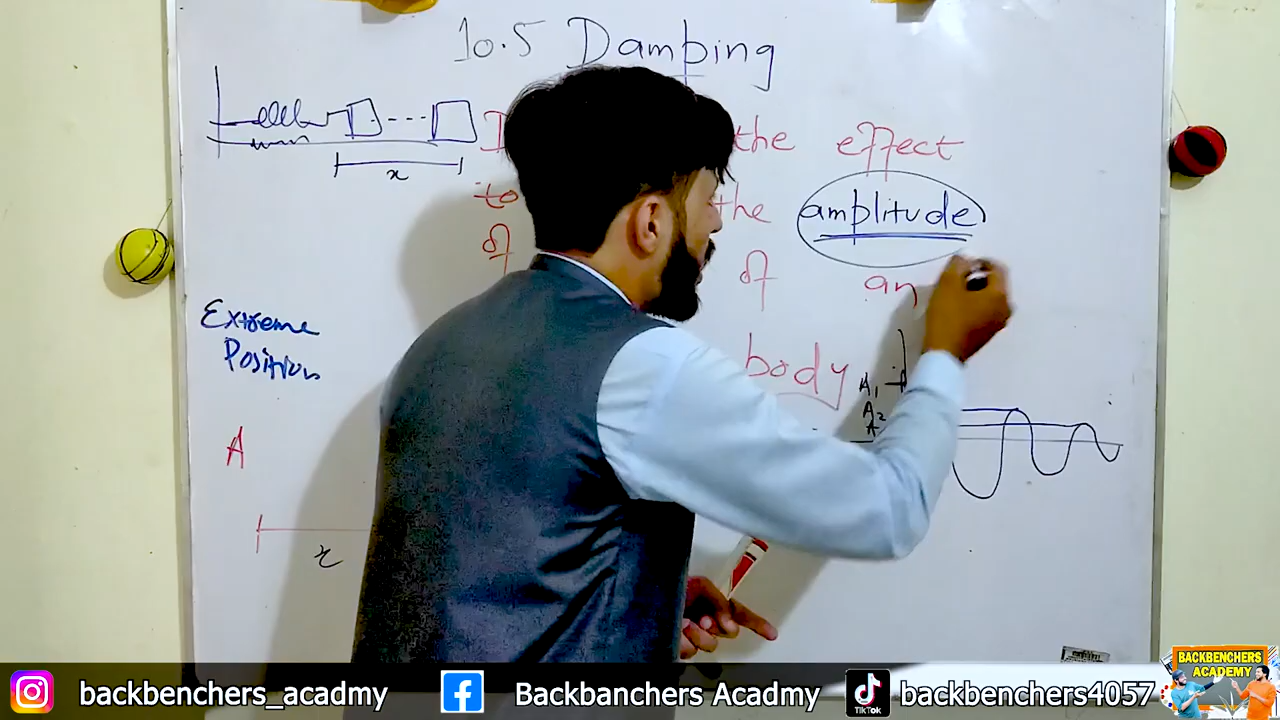 10.5 Damping
the effect
to the amplitude
of of an
body
x
Extreme
Position
A
x
A1
A2
BACKBENCHERS
ACADEMY
backbenchers_acadmy
Backbanchers Acadmy
TikTok
backbenchers4057